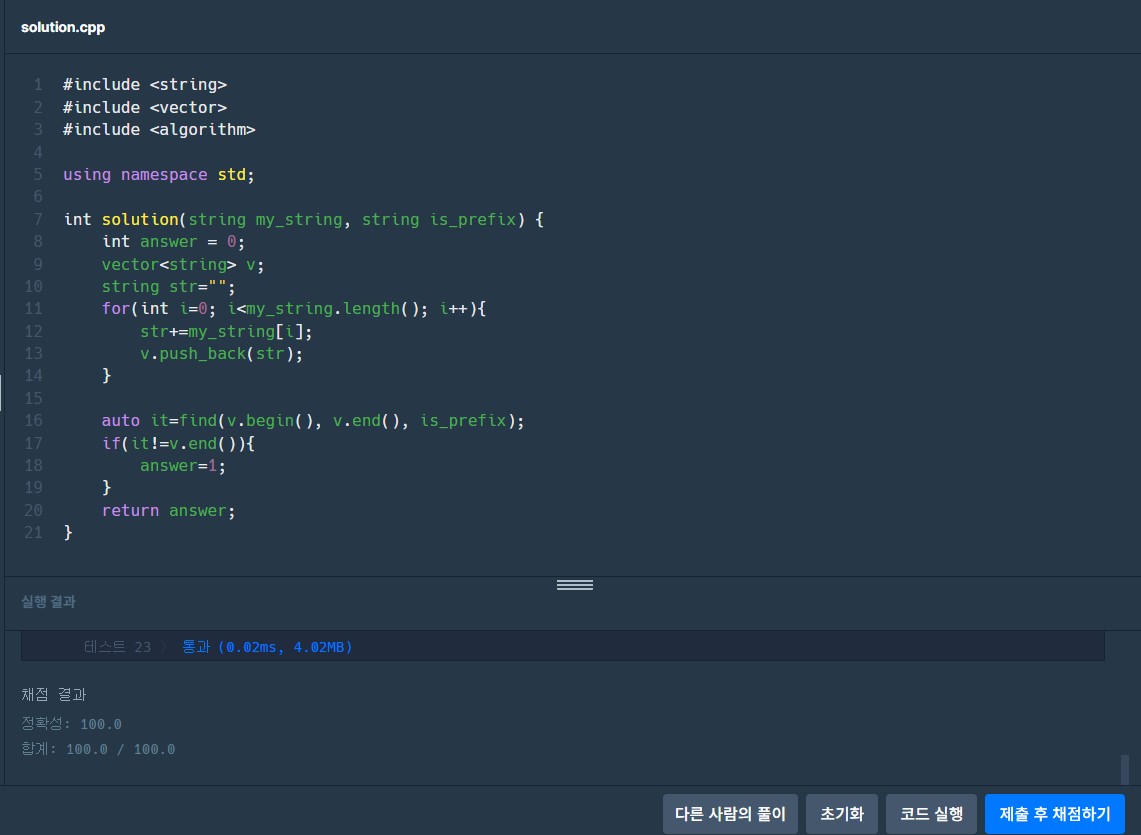 solution.cpp
1 #include <string>
2 #include <vector>
3 #include <algorithm>
4
5 using namespace std;
6
7 int solution(string my_string, string is_prefix) {
8     int answer = 0;
9     vector<string> v;
10     string str="";
11     for(int i=0; i<my_string.length(); i++){
12         str+=my_string[i];
13         v.push_back(str);
14     }
15
16     auto it=find(v.begin(), v.end(), is_prefix);
17     if(it!=v.end()){
18         answer=1;
19     }
20     return answer;
21 }
실행 결과
테스트 23 〉 통과 (0.02ms, 4.02MB)
채점 결과
정확성: 100.0
합계: 100.0 / 100.0
다른 사람의 풀이 초기화 코드 실행 제출 후 채점하기